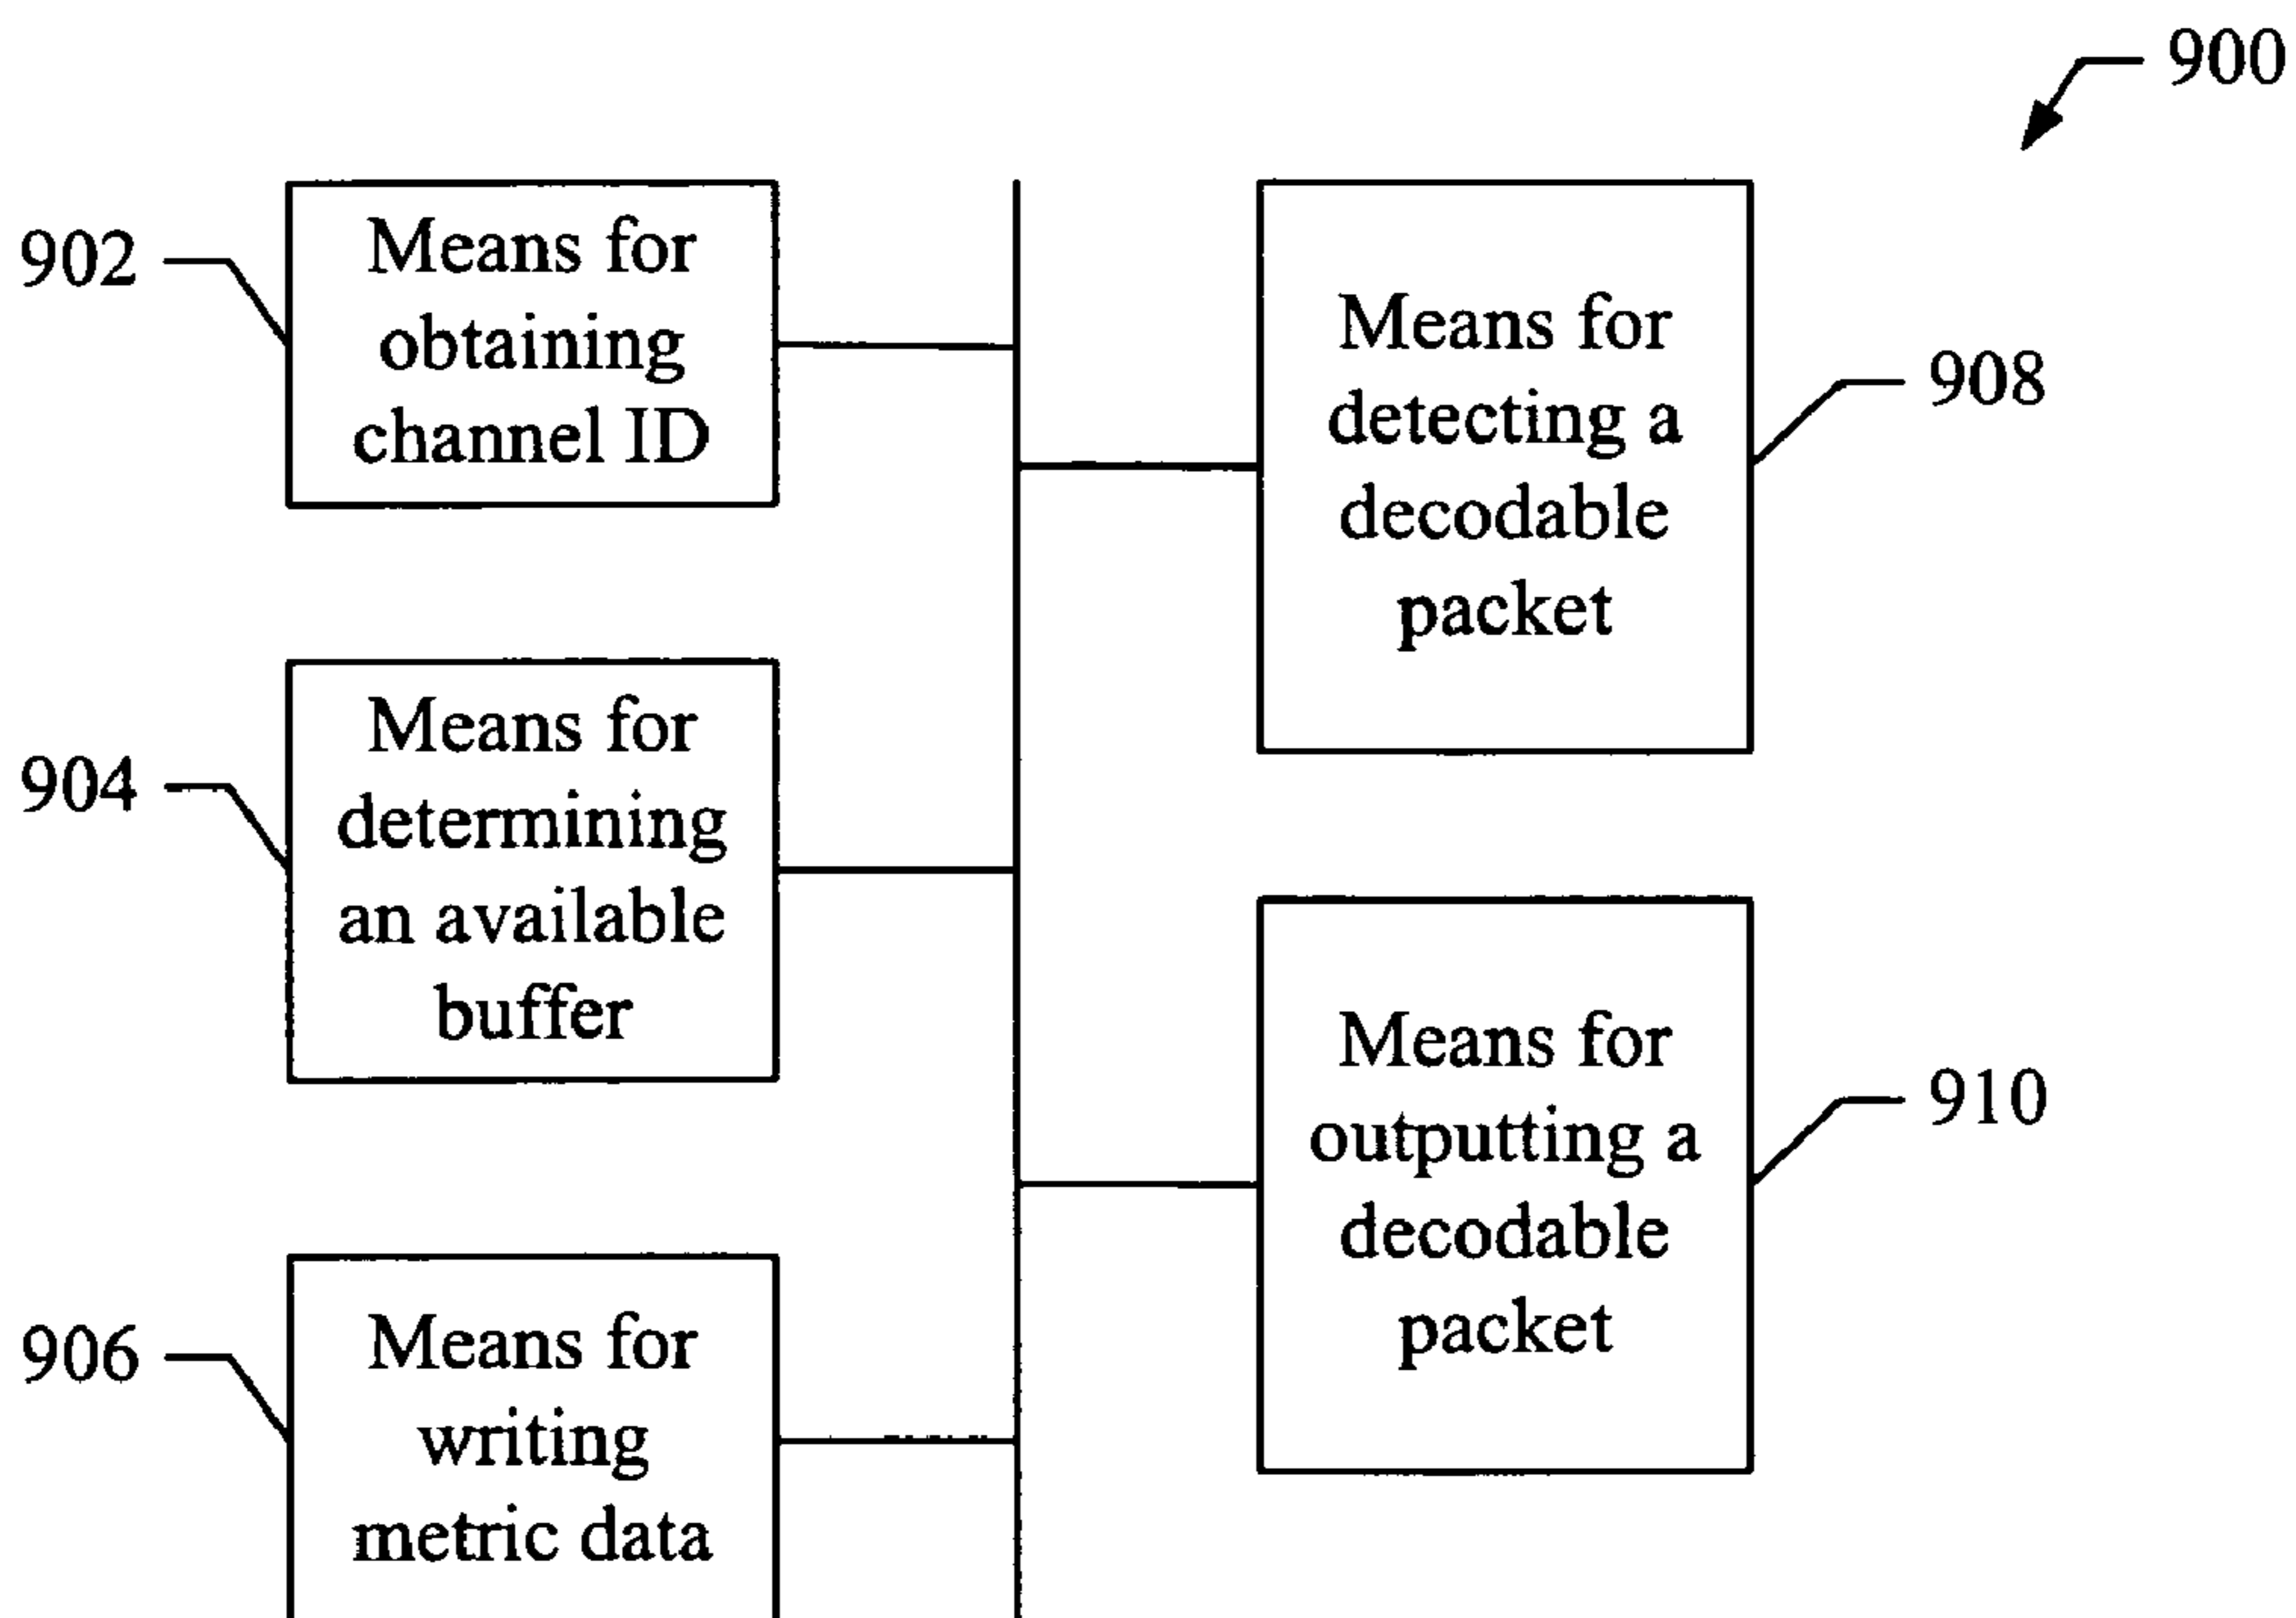 900
902
Means for
obtaining
channel ID
Means for
detecting a
decodable
packet
908
904
Means for
determining
an available
buffer
Means for
outputting a
decodable
packet
910
906
Means for
writing
metric data